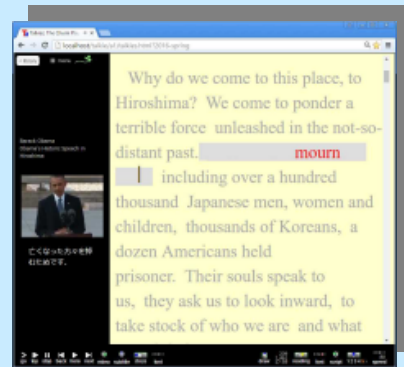 localhost/talkies/
Barack Obama
Obama's Historic Speech in
Hiroshima
亡くなった方々を悼
むためです。
Why do we come to this place, to
Hiroshima? We come to ponder a
terrible force unleashed in the not-so-
distant past. mourn
including over a hundred
thousand Japanese men, women and
children, thousands of Koreans, a
dozen Americans held
prisoner. Their souls speak to
us, they ask us to look inward, to
take stock of who we are and what